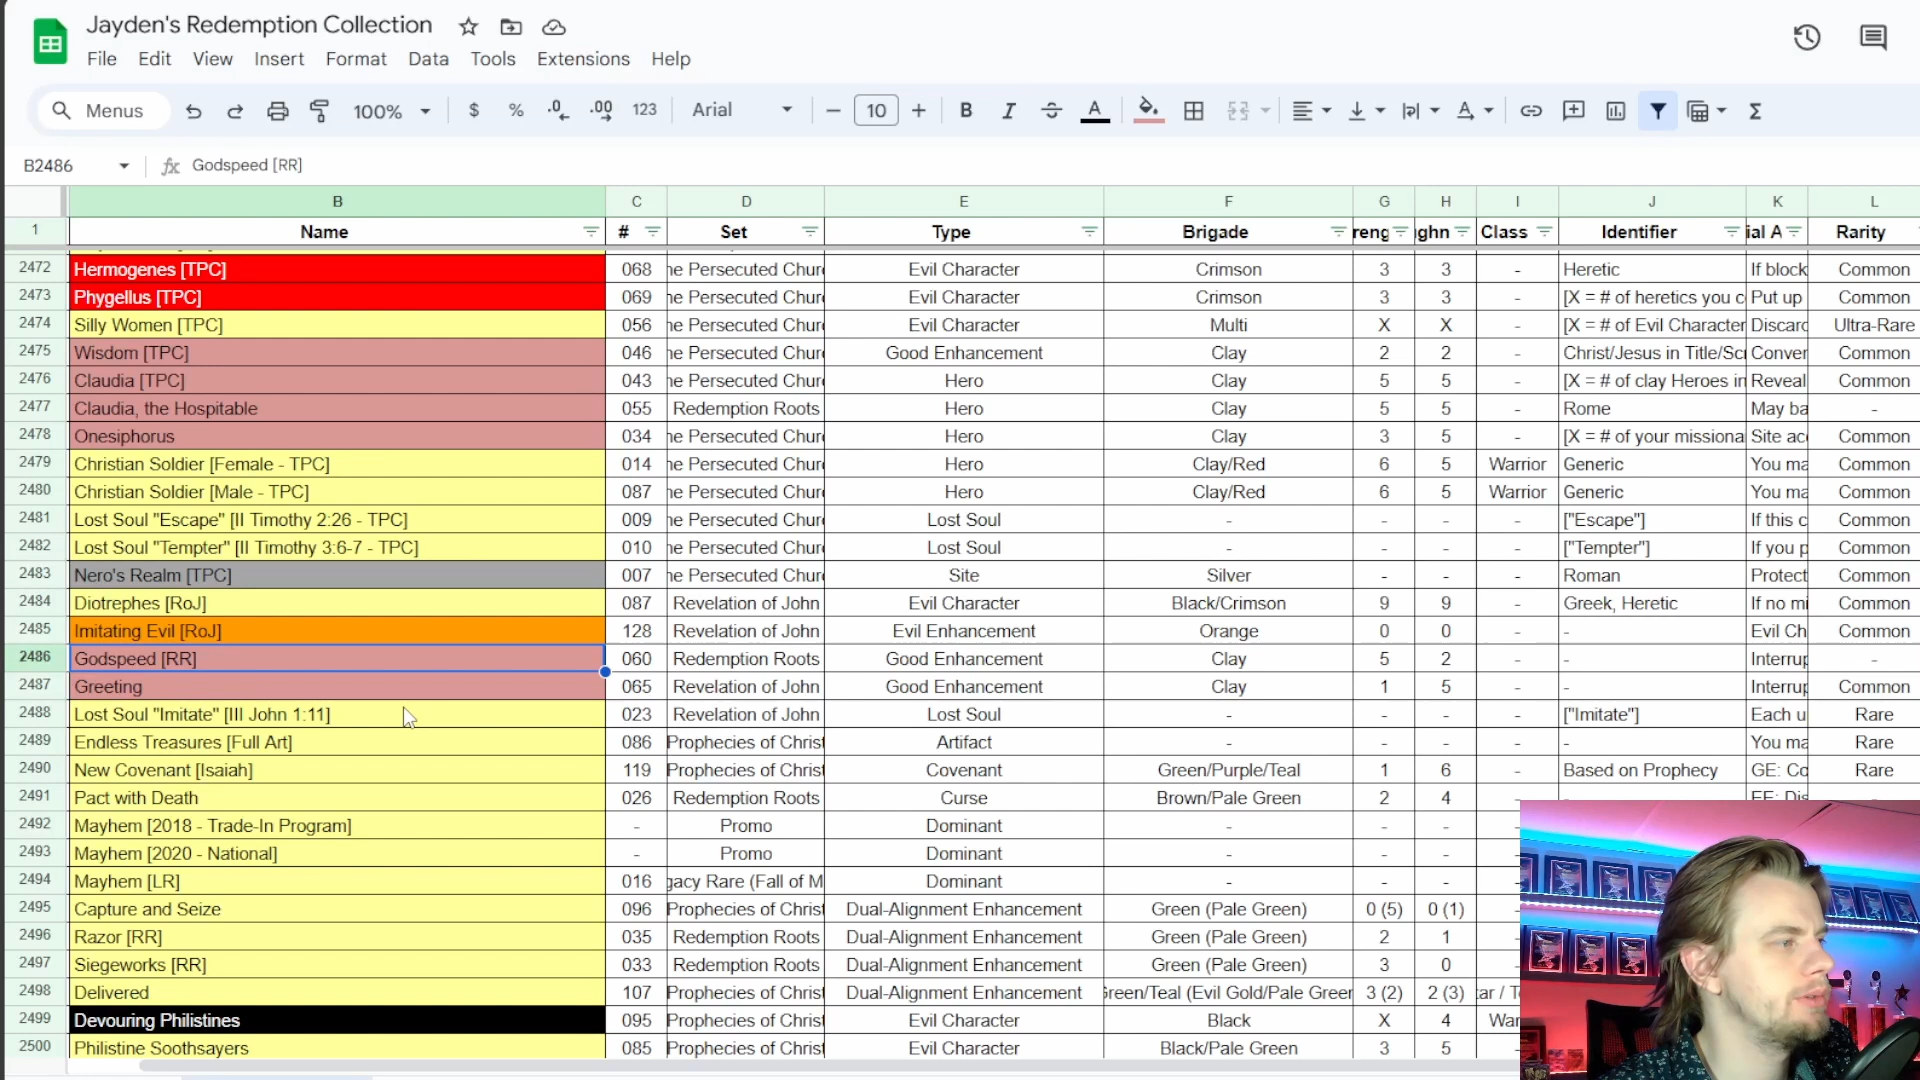 Jayden's Redemption Collection
File Edit View Insert Format Data Tools Extensions Help
Menus 100% $ % .0 .00 123 Arial 10 B I A
B2486 fx Godspeed [RR]
B C D E F G H I J K L
1 Name # Set Type Brigade reng ughn Class Identifier ial A Rarity
2472 Hermogenes [TPC] 068 he Persecuted Chur Evil Character Crimson 3 3 - Heretic If block Common
2473 Phygellus [TPC] 069 he Persecuted Chur Evil Character Crimson 3 3 - [X = # of heretics you c Put up Common
2474 Silly Women [TPC] 056 he Persecuted Chur Evil Character Multi X X - [X = # of Evil Character Discard Ultra-Rare
2475 Wisdom [TPC] 046 he Persecuted Chur Good Enhancement Clay 2 2 - Christ/Jesus in Title/Scr Conver Common
2476 Claudia [TPC] 043 he Persecuted Chur Hero Clay 5 5 - [X = # of clay Heroes in Reveal Common
2477 Claudia, the Hospitable 055 Redemption Roots Hero Clay 5 5 - Rome May ba -
2478 Onesiphorus 034 he Persecuted Chur Hero Clay 3 5 - [X = # of your missiona Site acc Common
2479 Christian Soldier [Female - TPC] 014 he Persecuted Chur Hero Clay/Red 6 5 Warrior Generic You ma Common
2480 Christian Soldier [Male - TPC] 087 he Persecuted Chur Hero Clay/Red 6 5 Warrior Generic You ma Common
2481 Lost Soul "Escape" [II Timothy 2:26 - TPC] 009 he Persecuted Chur Lost Soul - - - - ["Escape"] If this c Common
2482 Lost Soul "Tempter" [II Timothy 3:6-7 - TPC] 010 he Persecuted Chur Lost Soul - - - - ["Tempter"] If you p Common
2483 Nero's Realm [TPC] 007 he Persecuted Chur Site Silver - - - Roman Protect Common
2484 Diotrephes [RoJ] 087 Revelation of John Evil Character Black/Crimson 9 9 - Greek, Heretic If no mi Common
2485 Imitating Evil [RoJ] 128 Revelation of John Evil Enhancement Orange 0 0 - - Evil Ch Common
2486 Godspeed [RR] 060 Redemption Roots Good Enhancement Clay 5 2 - - Interrup -
2487 Greeting 065 Revelation of John Good Enhancement Clay 1 5 - - Interrup Common
2488 Lost Soul "Imitate" [III John 1:11] 023 Revelation of John Lost Soul - - - - ["Imitate"] Each u Rare
2489 Endless Treasures [Full Art] 086 Prophecies of Christ Artifact - - - - - You ma Rare
2490 New Covenant [Isaiah] 119 Prophecies of Christ Covenant Green/Purple/Teal 1 6 - Based on Prophecy GE: Co Rare
2491 Pact with Death 026 Redemption Roots Curse Brown/Pale Green 2 4 - - EE: Dis
2492 Mayhem [2018 - Trade-In Program] - Promo Dominant - - -
2493 Mayhem [2020 - National] - Promo Dominant - - -
2494 Mayhem [LR] 016 gacy Rare (Fall of M Dominant - - -
2495 Capture and Seize 096 Prophecies of Christ Dual-Alignment Enhancement Green (Pale Green) 0 (5) 0 (1)
2496 Razor [RR] 035 Redemption Roots Dual-Alignment Enhancement Green (Pale Green) 2 1
2497 Siegeworks [RR] 033 Redemption Roots Dual-Alignment Enhancement Green (Pale Green) 3 0
2498 Delivered 107 Prophecies of Christ Dual-Alignment Enhancement Green/Teal (Evil Gold/Pale Green 3 (2) 2 (3) ar / T
2499 Devouring Philistines 095 Prophecies of Christ Evil Character Black X 4 War
2500 Philistine Soothsayers 085 Prophecies of Christ Evil Character Black/Pale Green 3 5